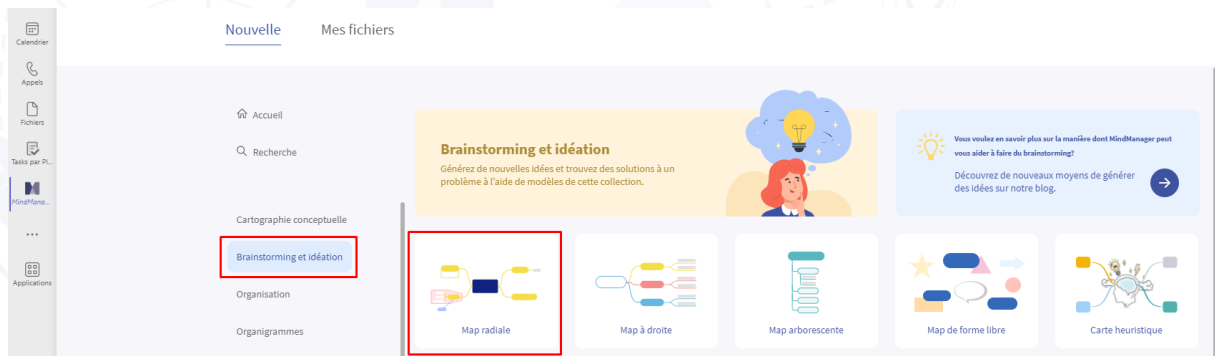 Nouvelle
Mes fichiers
Calendrier
Appels
Fichiers
Tasks par Pl...
MindMana...
...
Applications
Accueil
Recherche
Cartographie conceptuelle
Brainstorming et idéation
Organisation
Organigrammes
Brainstorming et idéation
Générez de nouvelles idées et trouvez des solutions à un
problème à l'aide de modèles de cette collection.
Vous voulez en savoir plus sur la manière dont MindManager peut
vous aider à faire du brainstorming?
Découvrez de nouveaux moyens de générer
des idées sur notre blog.
Map radiale
Map à droite
Map arborescente
Map de forme libre
Carte heuristique